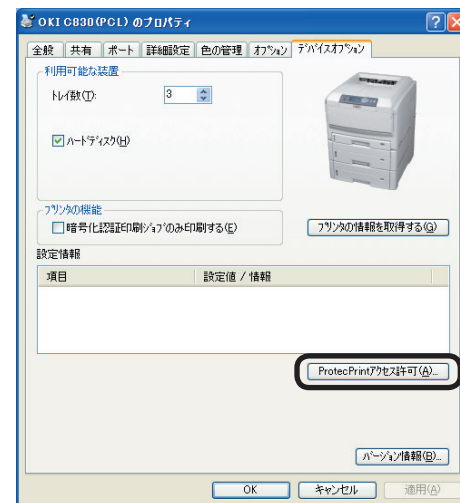 OKI C830(PCL) のプロパティ
全般 共有 ポート 詳細設定 色の管理 オプション デバイスオプション
利用可能な装置
トレイ数(T): 3
ハードディスク(H)
プリンタの機能
暗号化認証印刷ジョブのみ印刷する(E)
プリンタの情報を取得する(G)
設定情報
項目 設定値 / 情報
ProtecPrintアクセス許可(A)...
バージョン情報(B)...
OK キャンセル 適用(A)